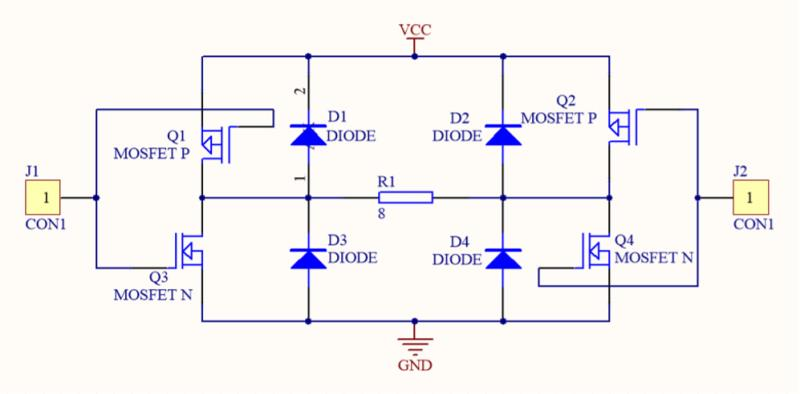 VCC
2
Q2
MOSFET P
D1
DIODE
D2
DIODE
Q1
MOSFET P
J1
1
CON1
1
R1
8
J2
1
CON1
D3
DIODE
D4
DIODE
Q4
MOSFET N
Q3
MOSFET N
GND